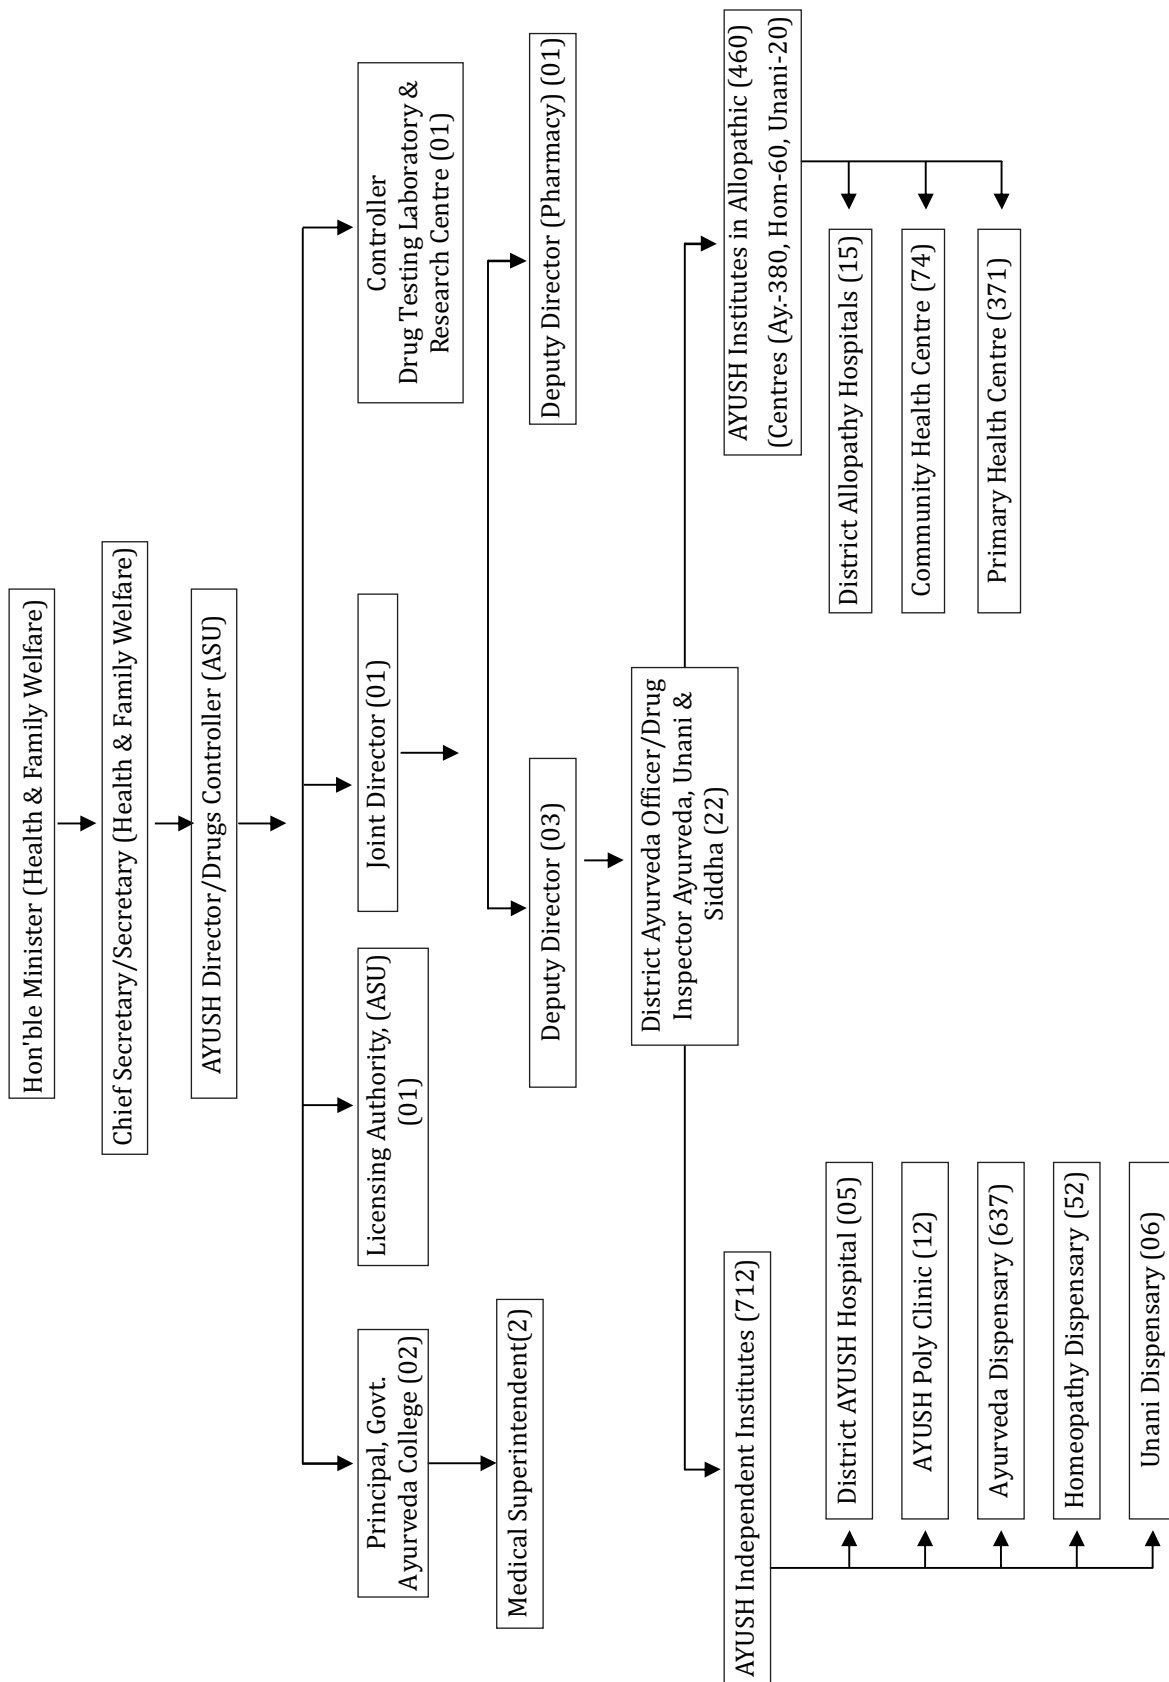 Hon'ble Minister (Health & Family Welfare)
Chief Secretary/Secretary (Health & Family Welfare)
AYUSH Director/Drugs Controller (ASU)
Principal, Govt.
Ayurveda College (02)
Licensing Authority, (ASU)
(01)
Joint Director (01)
Controller
Drug Testing Laboratory &
Research Centre (01)
Medical Superintendent(2)
Deputy Director (03)
Deputy Director (Pharmacy) (01)
District Ayurveda Officer/Drug
Inspector Ayurveda, Unani &
Siddha (22)
AYUSH Independent Institutes (712)
District AYUSH Hospital (05)
AYUSH Poly Clinic (12)
Ayurveda Dispensary (637)
Homeopathy Dispensary (52)
Unani Dispensary (06)
AYUSH Institutes in Allopathic (460)
(Centres (Ay.-380, Hom-60, Unani-20)
District Allopathy Hospitals (15)
Community Health Centre (74)
Primary Health Centre (371)